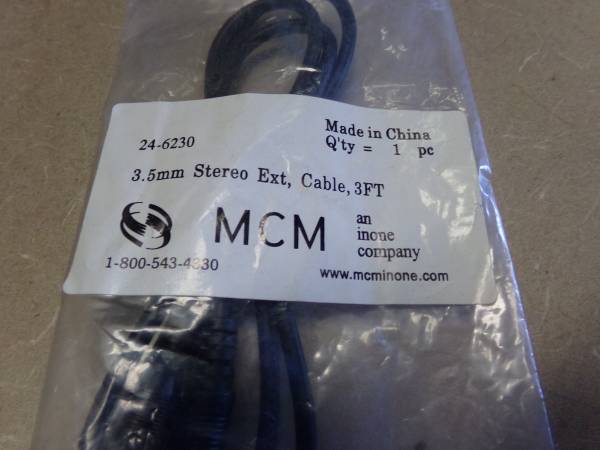 24-6230
Made in China
Q'ty = 1 pc
3.5mm Stereo Ext, Cable, 3FT
MCM
an
inone
company
1-800-543-4330
www.mcminone.com